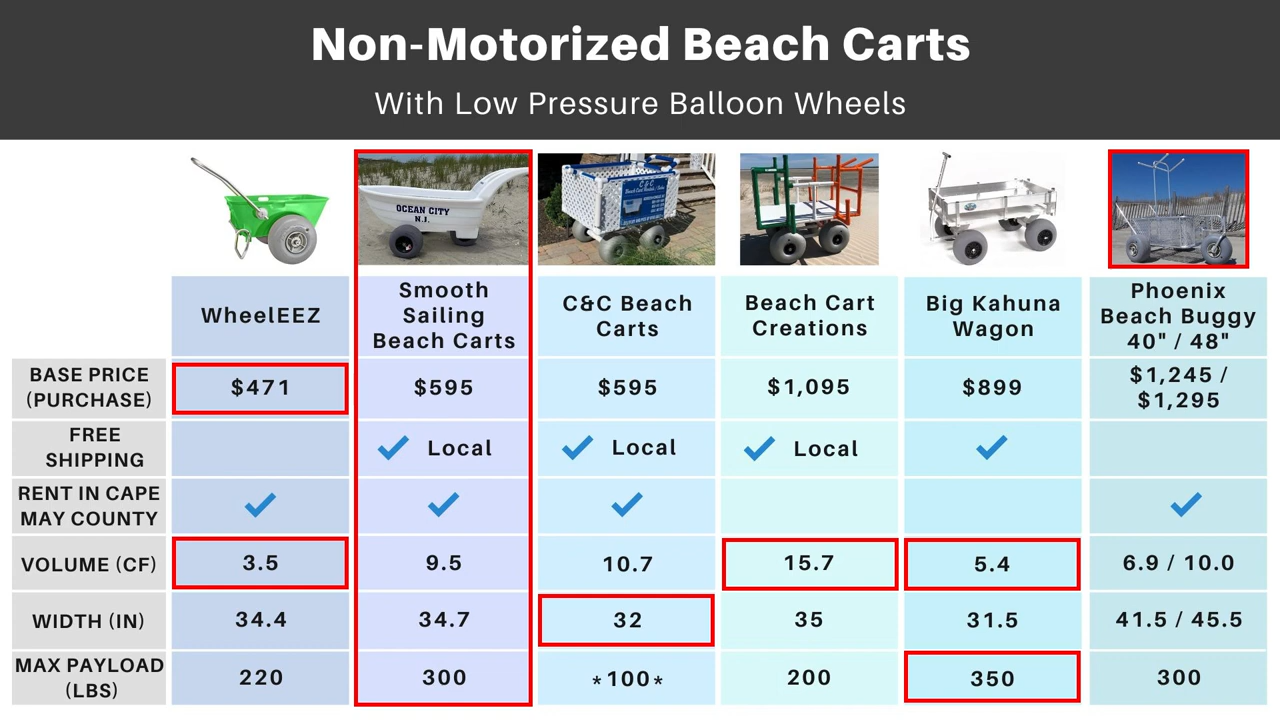 Non-Motorized Beach Carts
With Low Pressure Balloon Wheels
OCEAN CITY
N.J.
C&C
WheelEEZ
Smooth
Sailing
Beach Carts
C&C Beach
Carts
Beach Cart
Creations
Big Kahuna
Wagon
Phoenix
Beach Buggy
40" / 48"
BASE PRICE
(PURCHASE)
$471
$595
$595
$1,095
$899
$1,245 /
$1,295
FREE
SHIPPING
Local
Local
Local
RENT IN CAPE
MAY COUNTY
VOLUME (CF)
3.5
9.5
10.7
15.7
5.4
6.9 / 10.0
WIDTH (IN)
34.4
34.7
32
35
31.5
41.5 / 45.5
MAX PAYLOAD
(LBS)
220
300
*100*
200
350
300